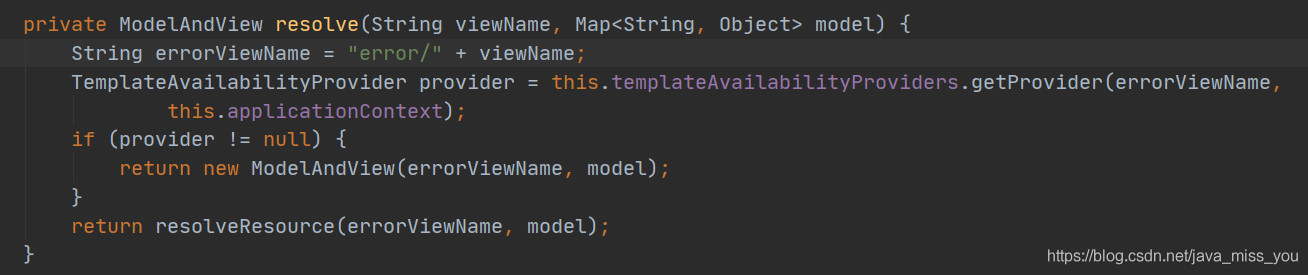 private ModelAndView resolve(String viewName, Map<String, Object> model) {
    String errorViewName = "error/" + viewName;
    TemplateAvailabilityProvider provider = this.templateAvailabilityProviders.getProvider(errorViewName,
            this.applicationContext);
    if (provider != null) {
        return new ModelAndView(errorViewName, model);
    }
    return resolveResource(errorViewName, model);
}
https://blog.csdn.net/java_miss_you